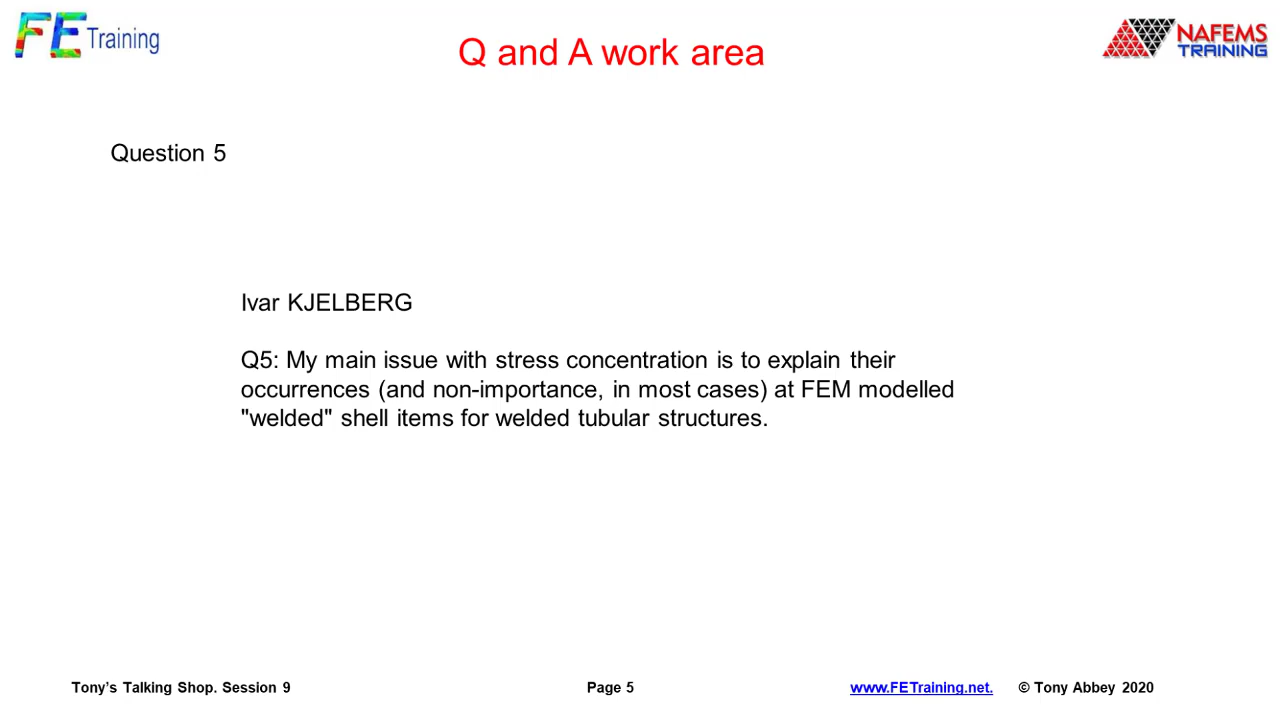 FE Training
NAFEMS
TRAINING
Q and A work area
Question 5
Ivar KJELBERG
Q5: My main issue with stress concentration is to explain their
occurrences (and non-importance, in most cases) at FEM modelled
"welded" shell items for welded tubular structures.
Tony’s Talking Shop. Session 9
Page 5
www.FETraining.net.
© Tony Abbey 2020